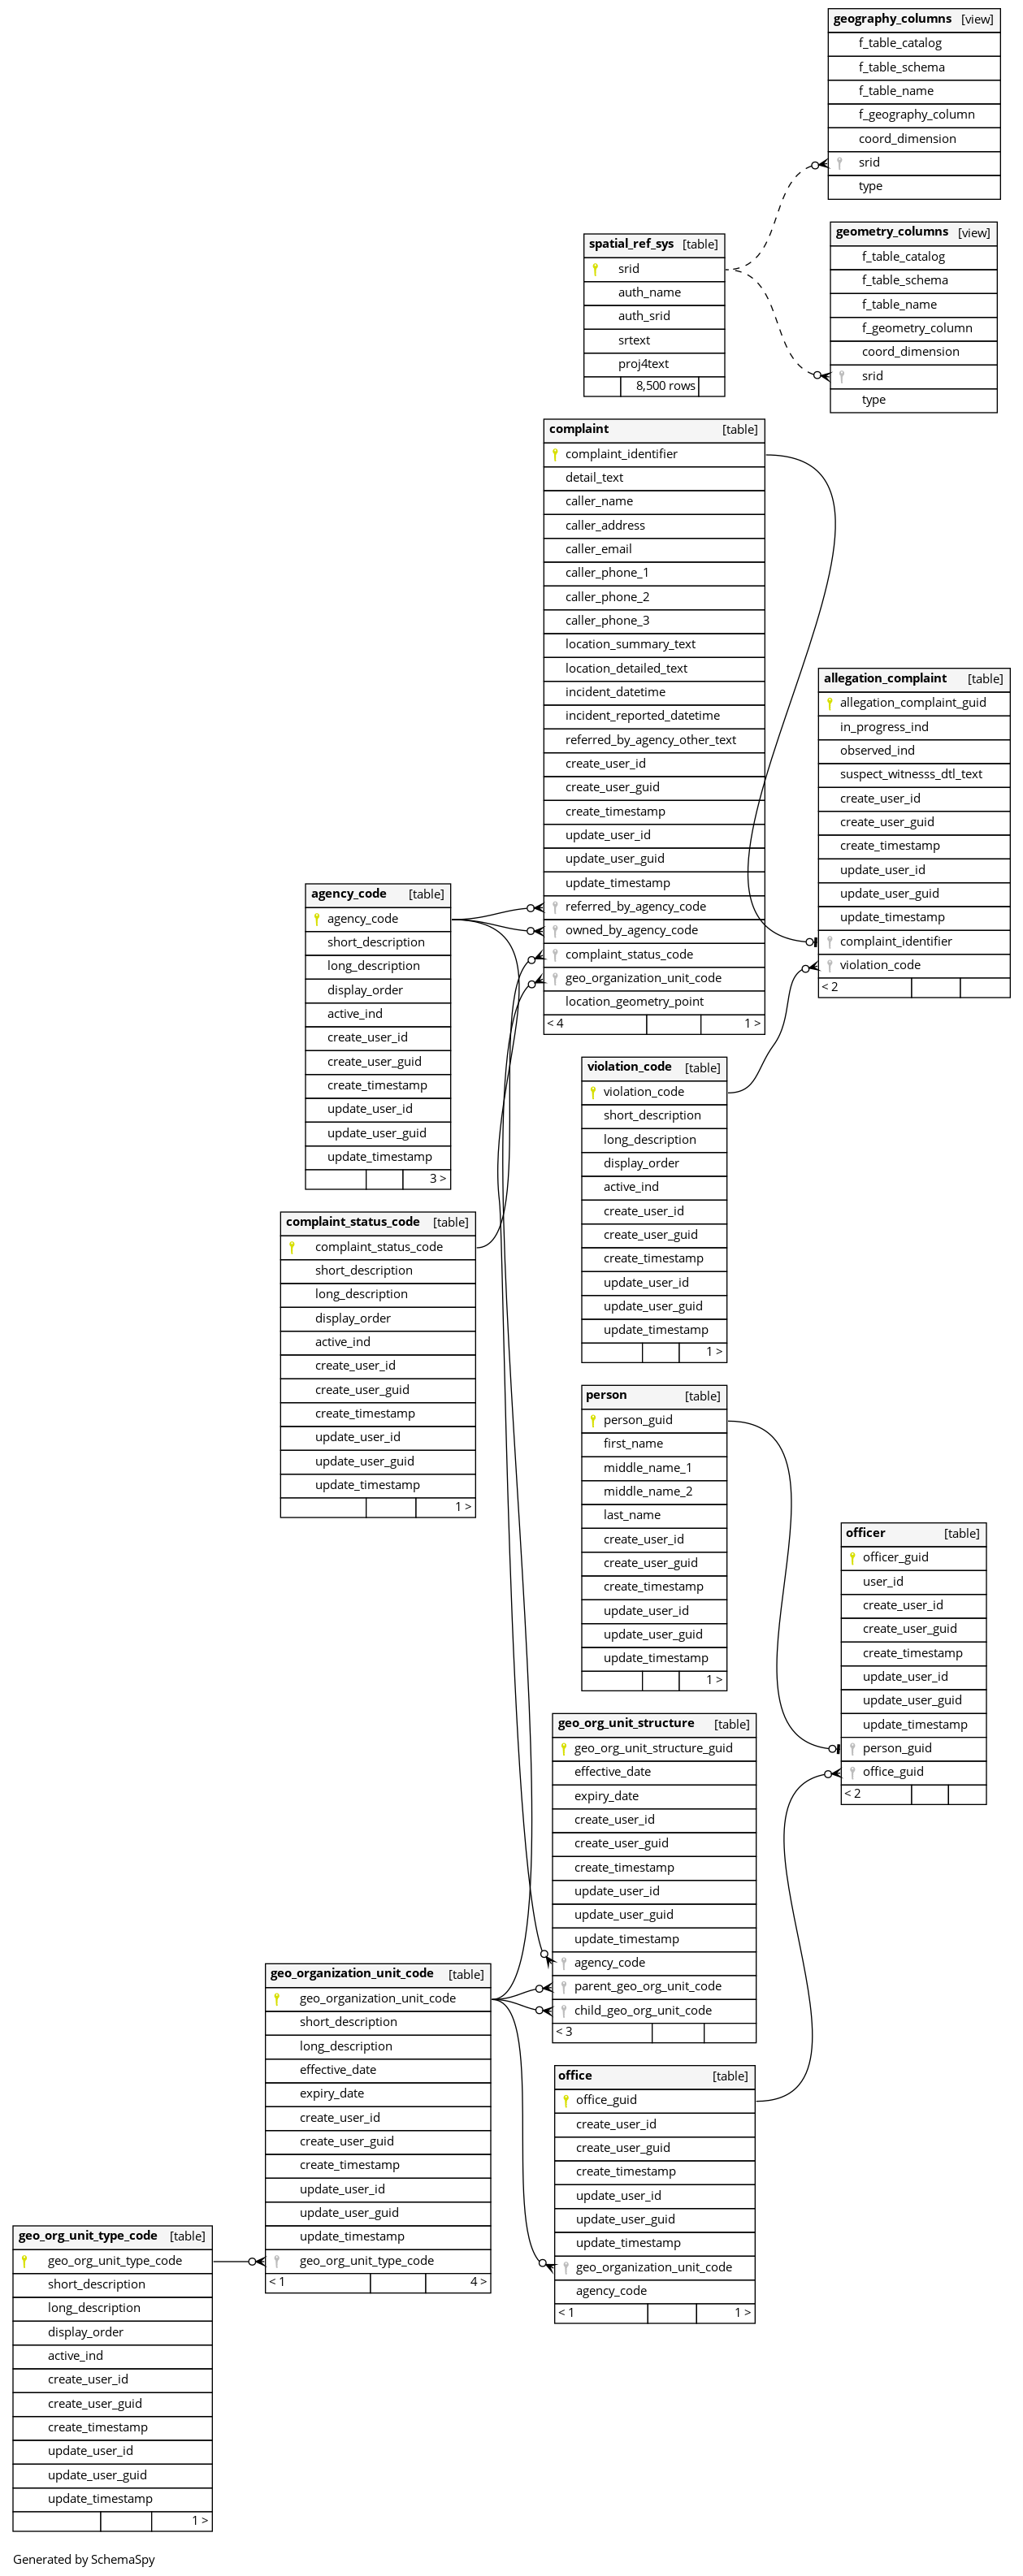 geography_columns [view]
f_table_catalog
f_table_schema
f_table_name
f_geography_column
coord_dimension
srid
type
geometry_columns [view]
f_table_catalog
f_table_schema
f_table_name
f_geometry_column
coord_dimension
srid
type
spatial_ref_sys [table]
srid
auth_name
auth_srid
srtext
proj4text
8,500 rows
complaint [table]
complaint_identifier
detail_text
caller_name
caller_address
caller_email
caller_phone_1
caller_phone_2
caller_phone_3
location_summary_text
location_detailed_text
incident_datetime
incident_reported_datetime
referred_by_agency_other_text
create_user_id
create_user_guid
create_timestamp
update_user_id
update_user_guid
update_timestamp
referred_by_agency_code
owned_by_agency_code
complaint_status_code
geo_organization_unit_code
location_geometry_point
< 4 1 >
allegation_complaint [table]
allegation_complaint_guid
in_progress_ind
observed_ind
suspect_witnesss_dtl_text
create_user_id
create_user_guid
create_timestamp
update_user_id
update_user_guid
update_timestamp
complaint_identifier
violation_code
< 2
agency_code [table]
agency_code
short_description
long_description
display_order
active_ind
create_user_id
create_user_guid
create_timestamp
update_user_id
update_user_guid
update_timestamp
3 >
violation_code [table]
violation_code
short_description
long_description
display_order
active_ind
create_user_id
create_user_guid
create_timestamp
update_user_id
update_user_guid
update_timestamp
1 >
complaint_status_code [table]
complaint_status_code
short_description
long_description
display_order
active_ind
create_user_id
create_user_guid
create_timestamp
update_user_id
update_user_guid
update_timestamp
1 >
person [table]
person_guid
first_name
middle_name_1
middle_name_2
last_name
create_user_id
create_user_guid
create_timestamp
update_user_id
update_user_guid
update_timestamp
1 >
officer [table]
officer_guid
user_id
create_user_id
create_user_guid
create_timestamp
update_user_id
update_user_guid
update_timestamp
person_guid
office_guid
< 2
geo_org_unit_structure [table]
geo_org_unit_structure_guid
effective_date
expiry_date
create_user_id
create_user_guid
create_timestamp
update_user_id
update_user_guid
update_timestamp
agency_code
parent_geo_org_unit_code
child_geo_org_unit_code
< 3
geo_organization_unit_code [table]
geo_organization_unit_code
short_description
long_description
effective_date
expiry_date
create_user_id
create_user_guid
create_timestamp
update_user_id
update_user_guid
update_timestamp
geo_org_unit_type_code
< 1 4 >
office [table]
office_guid
create_user_id
create_user_guid
create_timestamp
update_user_id
update_user_guid
update_timestamp
geo_organization_unit_code
agency_code
< 1 1 >
geo_org_unit_type_code [table]
geo_org_unit_type_code
short_description
long_description
display_order
active_ind
create_user_id
create_user_guid
create_timestamp
update_user_id
update_user_guid
update_timestamp
1 >
Generated by SchemaSpy